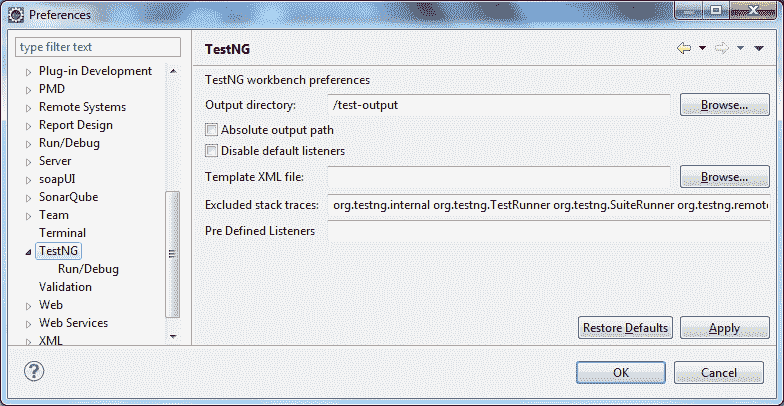 Preferences
type filter text
Plug-in Development
PMD
Remote Systems
Report Design
Run/Debug
Server
soapUI
SonarQube
Team
Terminal
TestNG
Run/Debug
Validation
Web
Web Services
XML
TestNG
TestNG workbench preferences
Output directory: /test-output Browse...
Absolute output path
Disable default listeners
Template XML file: Browse...
Excluded stack traces: org.testng.internal org.testng.TestRunner org.testng.SuiteRunner org.testng.remote
Pre Defined Listeners
Restore Defaults Apply
OK Cancel